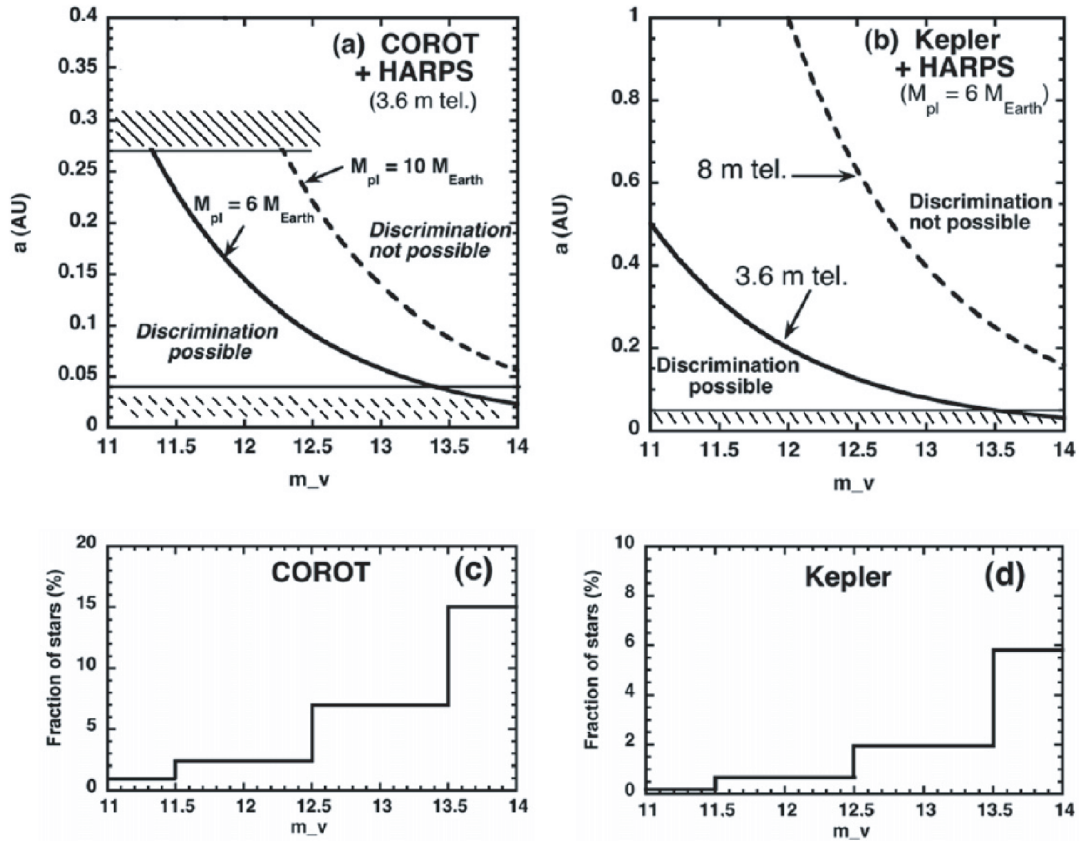 (a) COROT
+ HARPS
(3.6 m tel.)
0.4
0.35
0.3
0.25
0.2
0.15
0.1
0.05
0
a (AU)
M_pl = 10 M_Earth
M_pl = 6 M_Earth
Discrimination
not possible
Discrimination
possible
11 11.5 12 12.5 13 13.5 14
m_v
(b) Kepler
+ HARPS
(M_pl = 6 M_Earth)
1
0.8
0.6
0.4
0.2
0
a (AU)
8 m tel.
Discrimination
not possible
3.6 m tel.
Discrimination
possible
11 11.5 12 12.5 13 13.5 14
m_v
COROT (c)
20
15
10
5
0
Fraction of stars (%)
11 11.5 12 12.5 13 13.5 14
m_v
Kepler (d)
10
8
6
4
2
0
Fraction of stars (%)
11 11.5 12 12.5 13 13.5 14
m_v